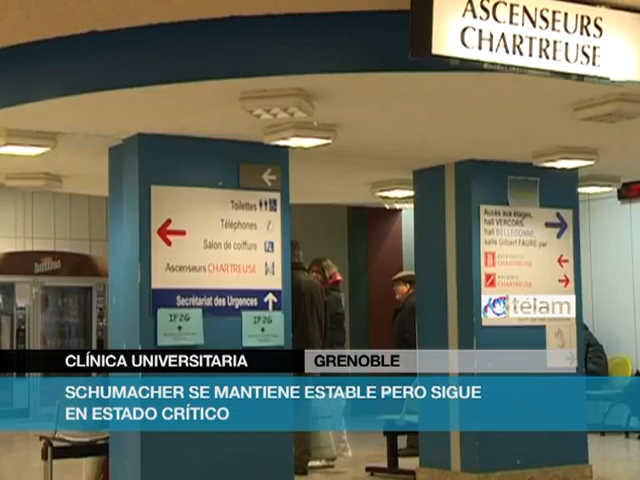 ASCENSEURS
CHARTREUSE
Toilettes
Téléphones
Salon de coiffure
Ascenseurs CHARTREUSE
Secrétariat des Urgences
IF2G
IF2G
Accès aux étages,
hall VERCORS,
hall BELLEDONNE
salle Gilbert FAURE par
CHARTREUSE
CHARTREUSE
télam
CLÍNICA UNIVERSITARIA
GRENOBLE
SCHUMACHER SE MANTIENE ESTABLE PERO SIGUE
EN ESTADO CRÍTICO